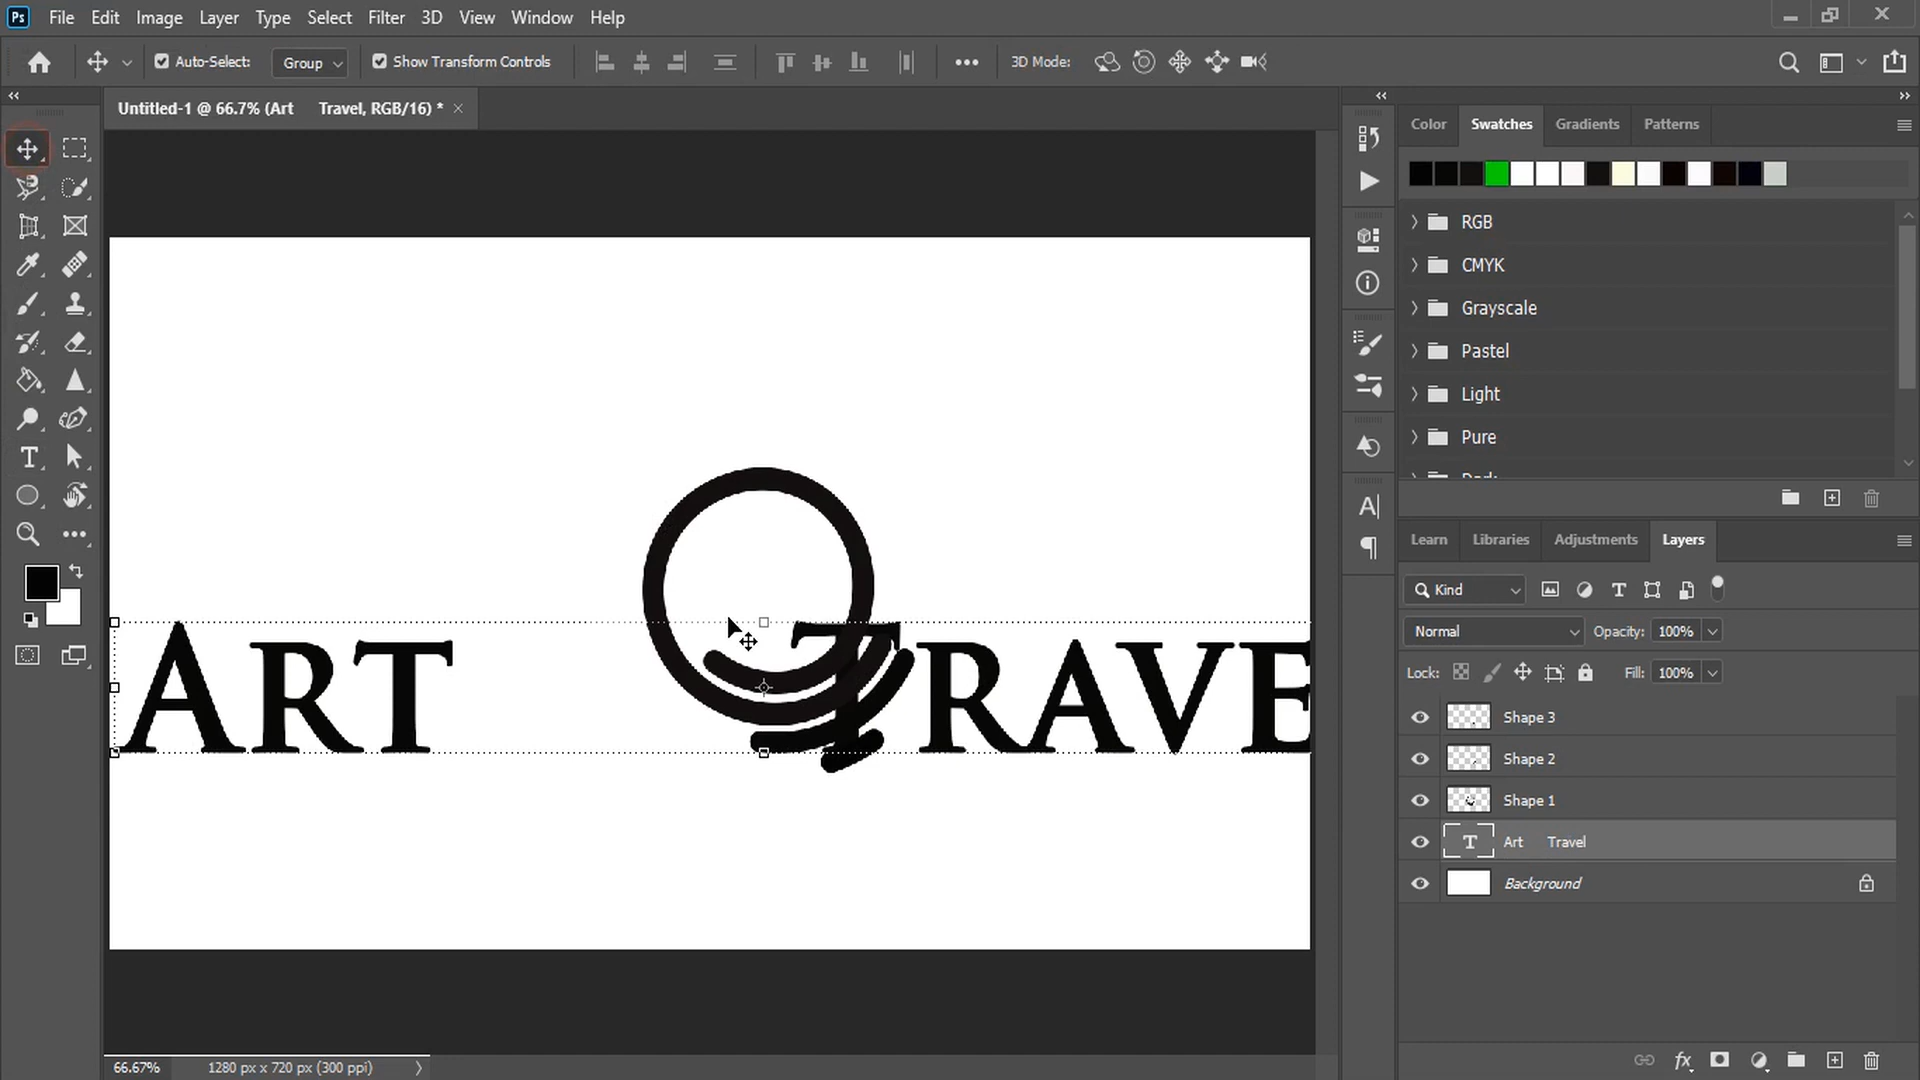 Ps File Edit Image Layer Type Select Filter 3D View Window Help
Auto-Select: Group Show Transform Controls 3D Mode:
Untitled-1 @ 66.7% (Art Travel, RGB/16) *
Color Swatches Gradients Patterns
RGB
CMYK
Grayscale
Pastel
Light
Pure
Learn Libraries Adjustments Layers
Kind
Normal Opacity: 100%
Lock: Fill: 100%
Shape 3
Shape 2
Shape 1
Art Travel
Background
ART TRAVE
66.67% 1280 px x 720 px (300 ppi)